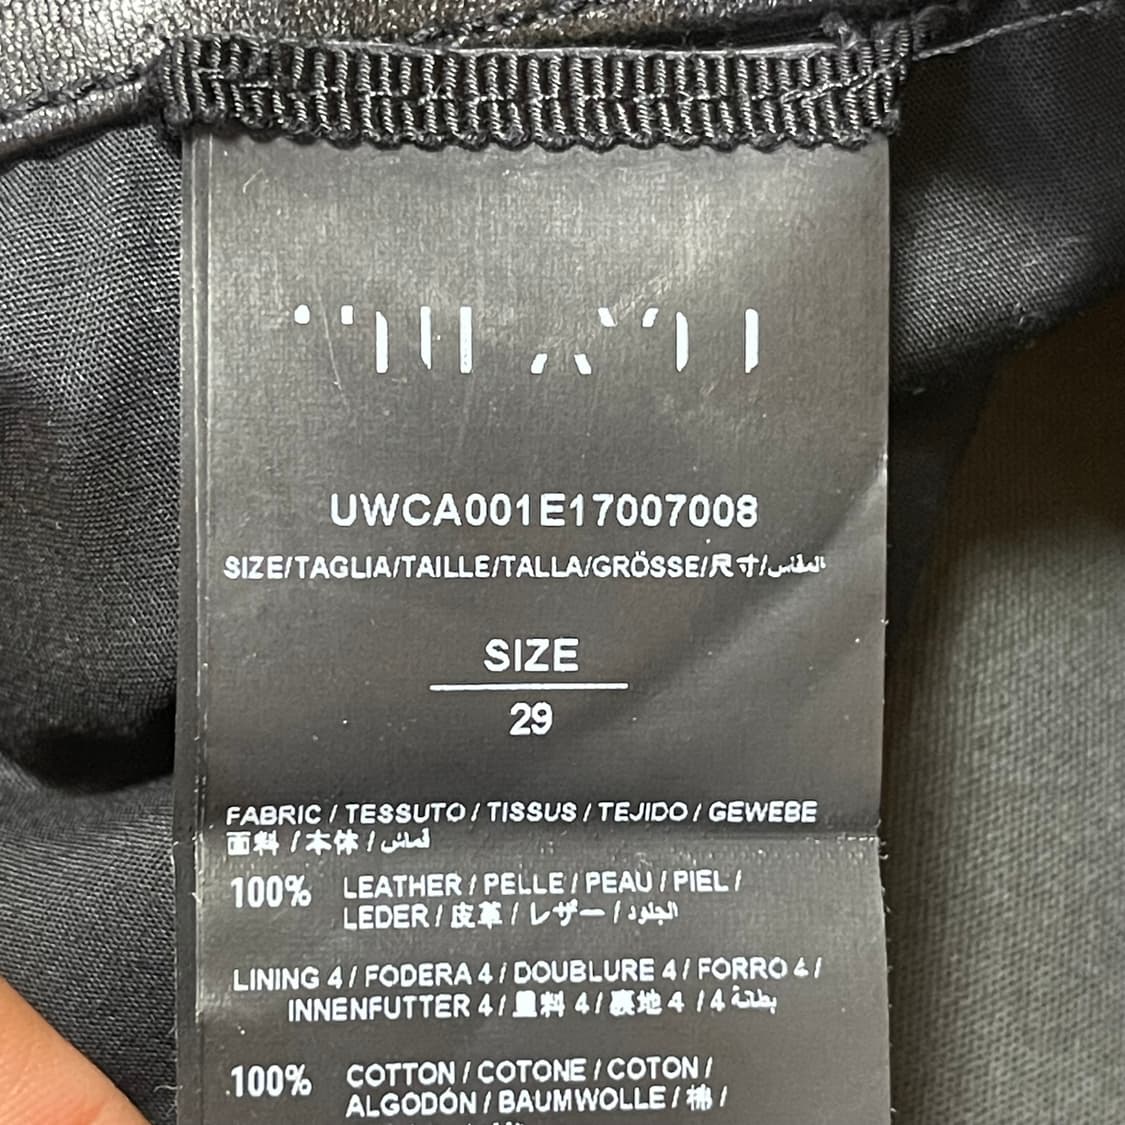 UWCA001E17007008
SIZE/TAGLIA/TAILLE/TALLA/GRÖSSE/尺寸/المقاس
SIZE
29
FABRIC / TESSUTO / TISSUS / TEJIDO / GEWEBE
面料 / 本体 / قماش
100% LEATHER / PELLE / PEAU / PIEL /
LEDER / 皮革 / レザー / الجلود
LINING 4 / FODERA 4 / DOUBLURE 4 / FORRO 4 /
INNENFUTTER 4 / 里料 4 / 裏地 4 / بطانة 4
100% COTTON / COTONE / COTON /
ALGODÓN / BAUMWOLLE / 棉 /